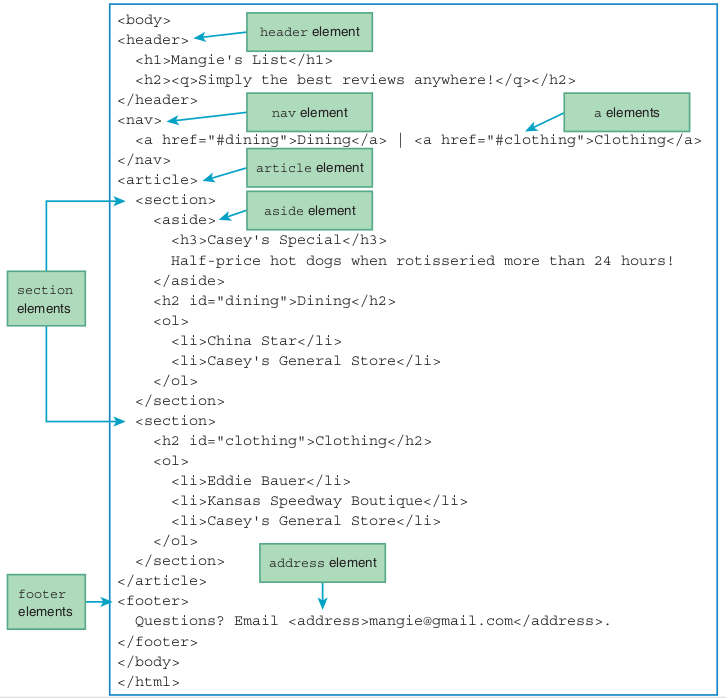 <body>
<header>
header element
<h1>Mangie's List</h1>
<h2><q>Simply the best reviews anywhere!</q></h2>
</header>
<nav>
nav element
a elements
<a href="#dining">Dining</a> | <a href="#clothing">Clothing</a>
</nav>
<article>
article element
<section>
<aside>
aside element
<h3>Casey's Special</h3>
Half-price hot dogs when rotisseried more than 24 hours!
</aside>
section
elements
<h2 id="dining">Dining</h2>
<ol>
<li>China Star</li>
<li>Casey's General Store</li>
</ol>
</section>
<section>
<h2 id="clothing">Clothing</h2>
<ol>
<li>Eddie Bauer</li>
<li>Kansas Speedway Boutique</li>
<li>Casey's General Store</li>
</ol>
</section>
address element
</article>
footer
elements
<footer>
Questions? Email <address>mangie@gmail.com</address>.
</footer>
</body>
</html>